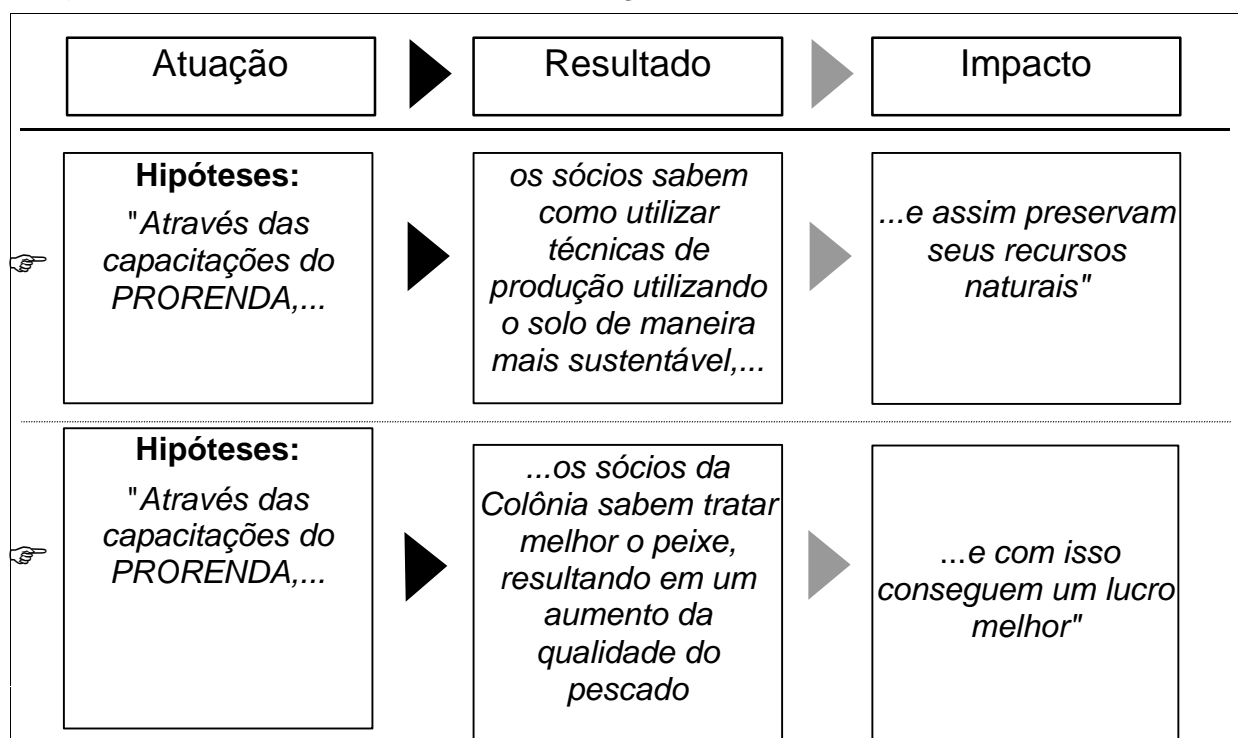 Atuação
Resultado
Impacto
Hipóteses:
"Através das
capacitações do
PRORENDA,...
os sócios sabem
como utilizar
técnicas de
produção utilizando
o solo de maneira
mais sustentável,...
...e assim preservam
seus recursos
naturais"
Hipóteses:
"Através das
capacitações do
PRORENDA,...
...os sócios da
Colônia sabem tratar
melhor o peixe,
resultando em um
aumento da
qualidade do
pescado
...e com isso
conseguem um lucro
melhor"